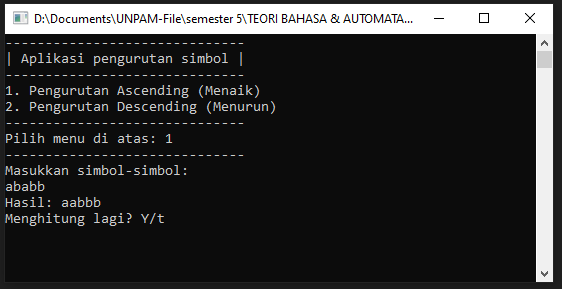 D:\Documents\UNPAM-File\semester 5\TEORI BAHASA & AUTOMATA...
------------------------------
| Aplikasi pengurutan simbol |
------------------------------
1. Pengurutan Ascending (Menaik)
2. Pengurutan Descending (Menurun)
------------------------------
Pilih menu di atas: 1
------------------------------
Masukkan simbol-simbol:
ababb
Hasil: aabbb
Menghitung lagi? Y/t